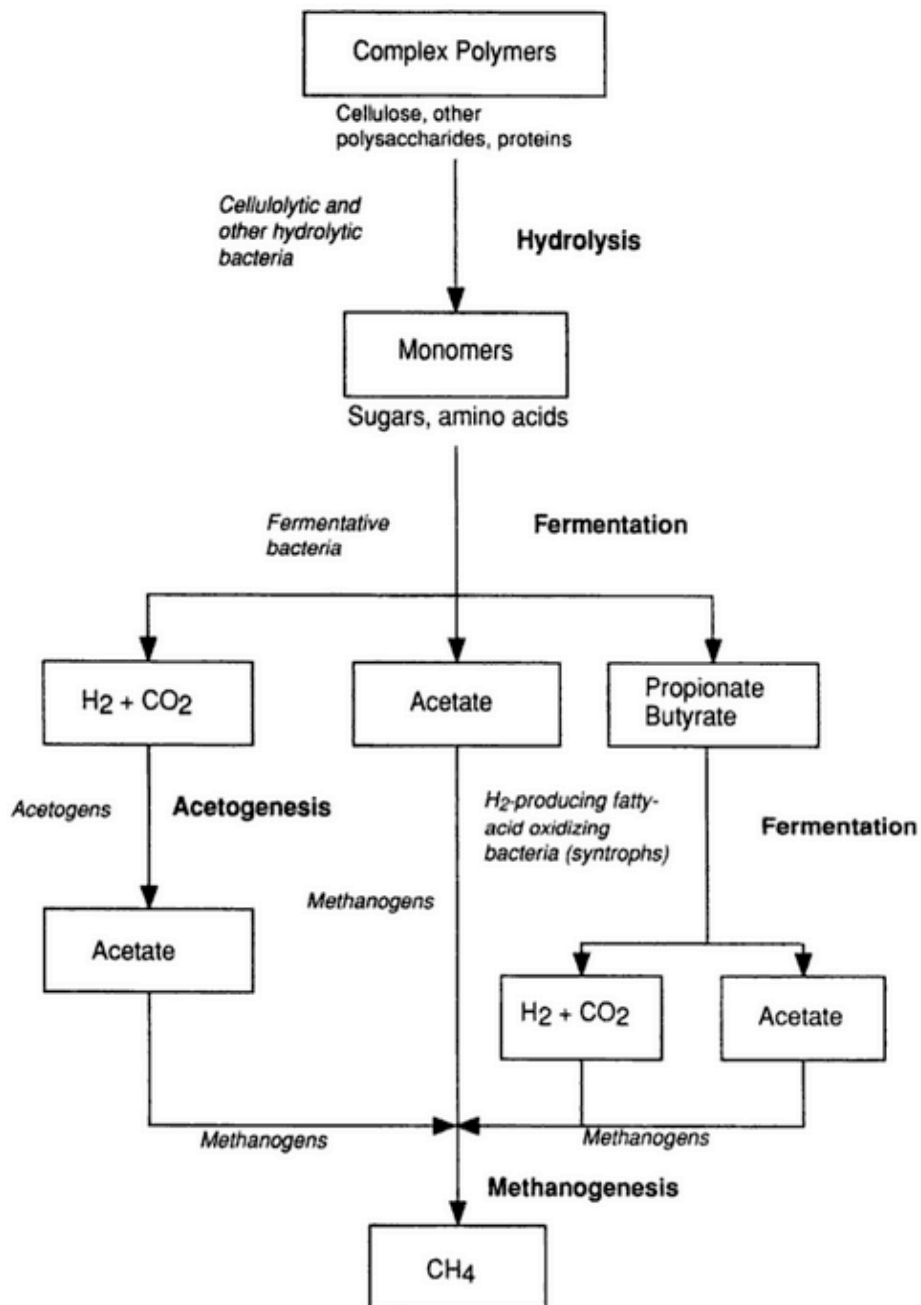 Complex Polymers
Cellulose, other
polysaccharides, proteins
Cellulolytic and
other hydrolytic
bacteria
Hydrolysis
Monomers
Sugars, amino acids
Fermentative
bacteria
Fermentation
H2 + CO2
Acetate
Propionate
Butyrate
Acetogens
Acetogenesis
H2-producing fatty-
acid oxidizing
bacteria (syntrophs)
Fermentation
Methanogens
Acetate
H2 + CO2
Acetate
Methanogens
Methanogens
Methanogenesis
CH4